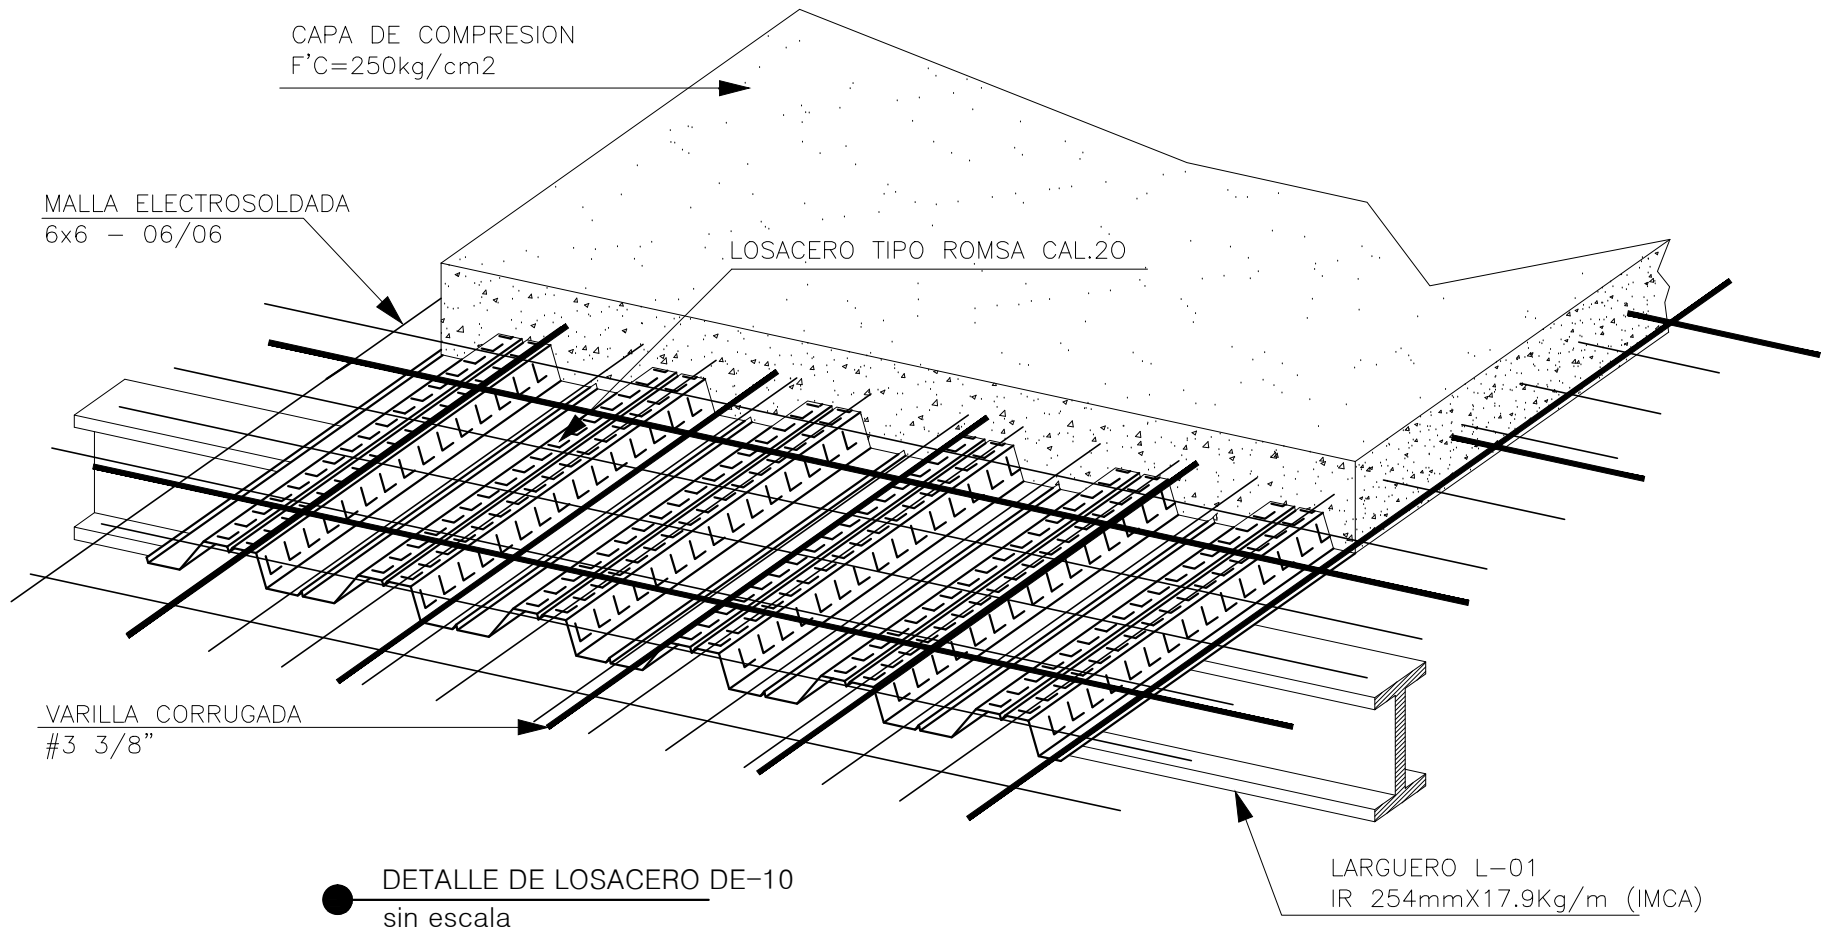 CAPA DE COMPRESION
F'C=250kg/cm2
MALLA ELECTROSOLDADA
6x6 - 06/06
LOSACERO TIPO ROMSA CAL.20
VARILLA CORRUGADA
#3 3/8"
LARGUERO L-01
IR 254mmX17.9Kg/m (IMCA)
DETALLE DE LOSACERO DE-10
sin escala